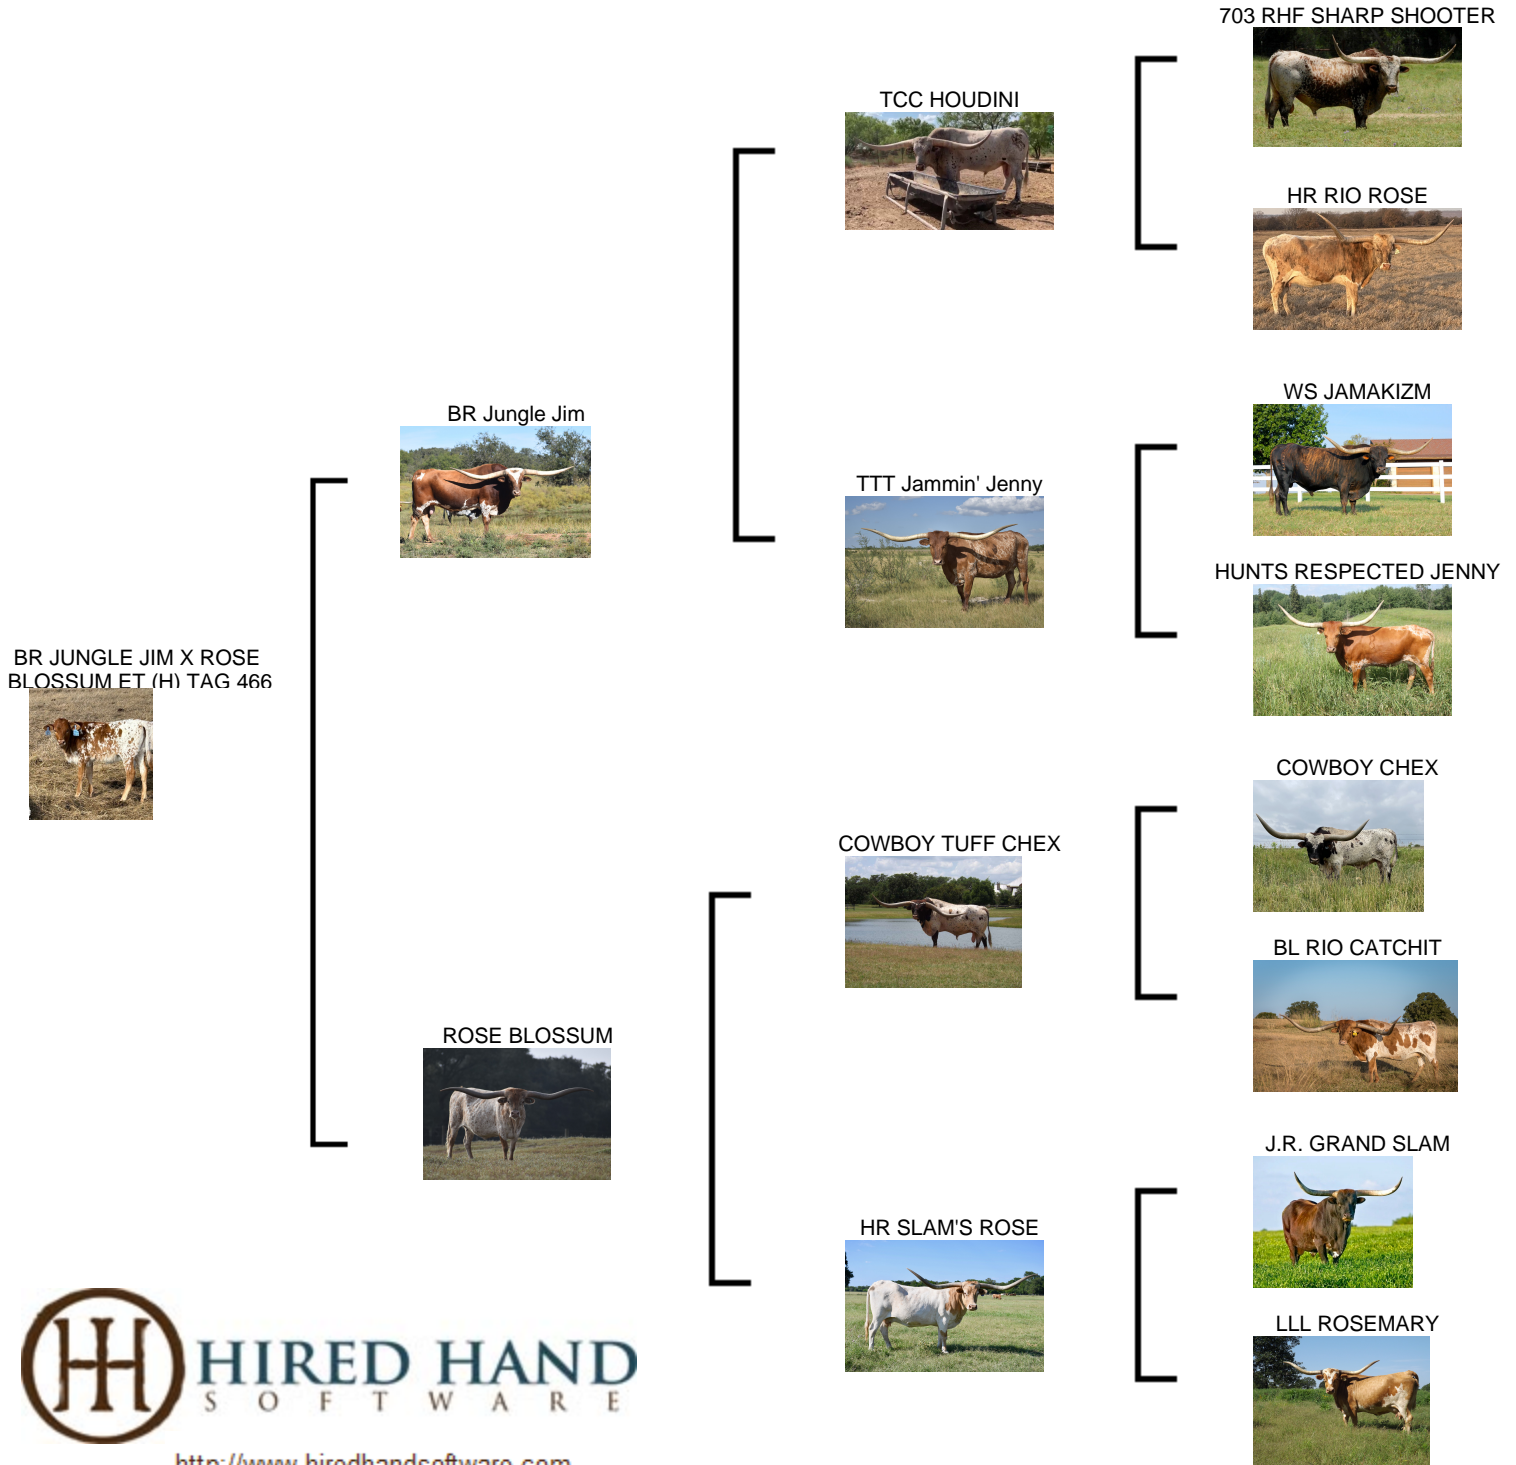 703 RHF SHARP SHOOTER
TCC HOUDINI
HR RIO ROSE
WS JAMAKIZM
BR Jungle Jim
TTT Jammin' Jenny
HUNTS RESPECTED JENNY
BR JUNGLE JIM X ROSE
BLOSSUM ET (H) TAG 466
COWBOY CHEX
COWBOY TUFF CHEX
BL RIO CATCHIT
ROSE BLOSSUM
J.R. GRAND SLAM
HR SLAM'S ROSE
LLL ROSEMARY
HIRED HAND
SOFTWARE
http://www.hiredhandsoftware.com